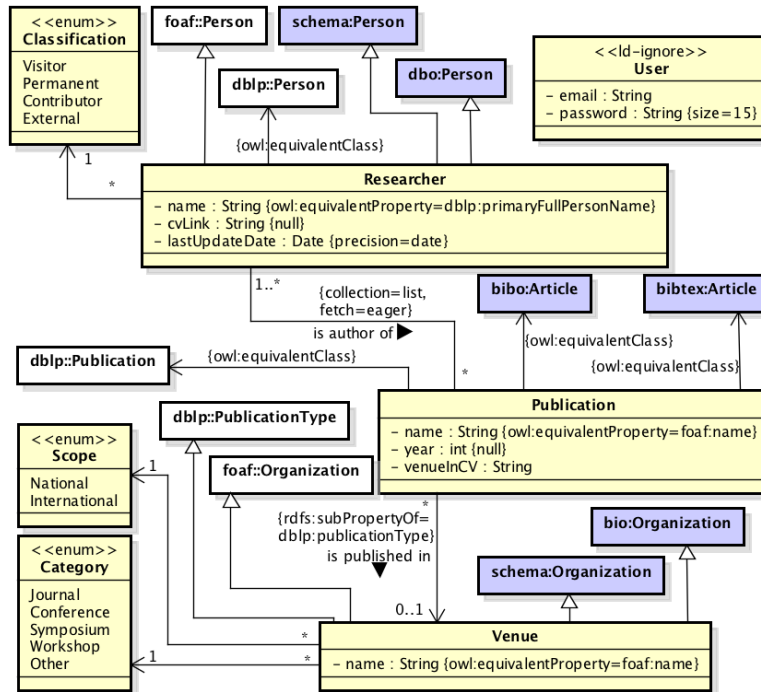 <<enum>>
Classification
Visitor
Permanent
Contributor
External
foaf::Person
schema:Person
dblp::Person
dbo:Person
<<ld-ignore>>
User
- email : String
- password : String {size=15}
{owl:equivalentClass}
1
*
Researcher
- name : String {owl:equivalentProperty=dblp:primaryFullPersonName}
- cvLink : String {null}
- lastUpdateDate : Date {precision=date}
1..*
{collection=list,
fetch=eager}
is author of ▶
*
bibo:Article
bibtex:Article
{owl:equivalentClass}
{owl:equivalentClass}
dblp::Publication
{owl:equivalentClass}
Publication
- name : String {owl:equivalentProperty=foaf:name}
- year : int {null}
- venueInCV : String
dblp::PublicationType
foaf::Organization
<<enum>>
Scope
National
International
1
*
{rdfs:subPropertyOf=
dblp:publicationType}
is published in
▼
bio:Organization
schema:Organization
<<enum>>
Category
Journal
Conference
Symposium
Workshop
Other
0..1
*
1
*
Venue
- name : String {owl:equivalentProperty=foaf:name}